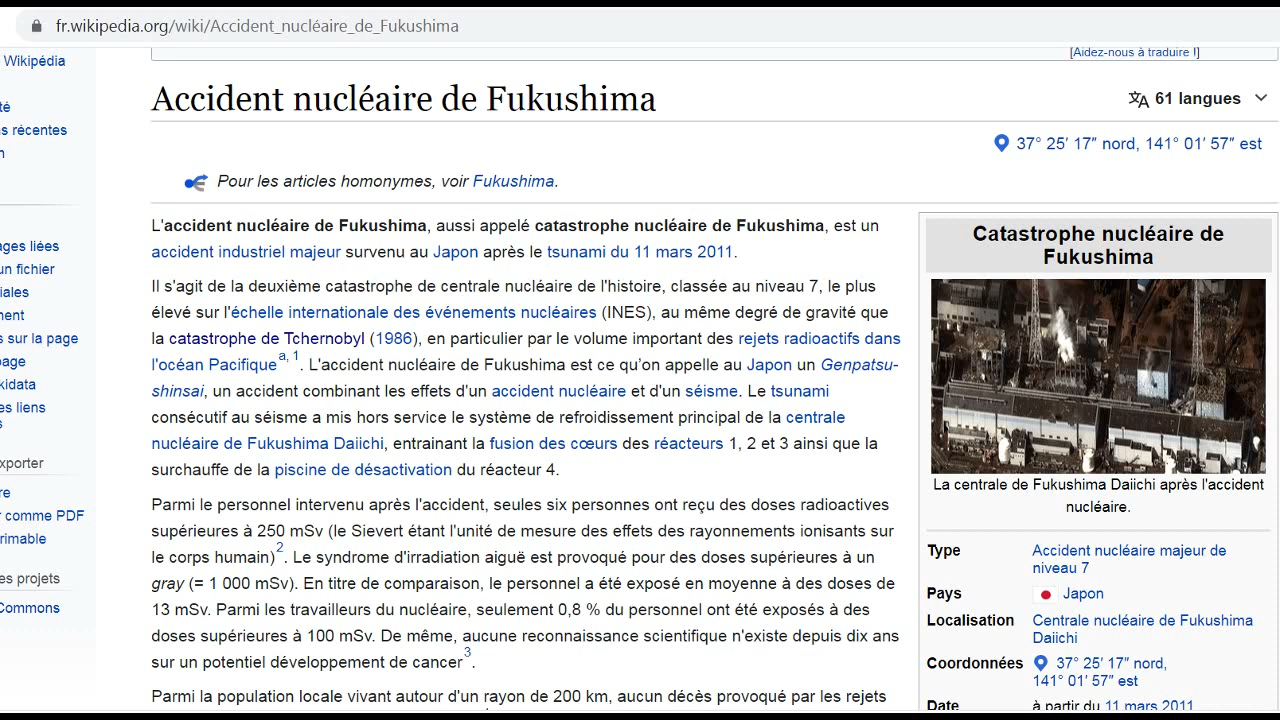 fr.wikipedia.org/wiki/Accident_nucléaire_de_Fukushima
Wikipédia
té
s récentes
n
ages liées
un fichier
iales
ment
s sur la page
page
kidata
es liens
s
xporter
re
r comme PDF
rimable
es projets
Commons
[Aidez-nous à traduire !]
Accident nucléaire de Fukushima
61 langues
37° 25′ 17″ nord, 141° 01′ 57″ est
Pour les articles homonymes, voir Fukushima.
L'accident nucléaire de Fukushima, aussi appelé catastrophe nucléaire de Fukushima, est un
accident industriel majeur survenu au Japon après le tsunami du 11 mars 2011.
Il s'agit de la deuxième catastrophe de centrale nucléaire de l'histoire, classée au niveau 7, le plus
élevé sur l'échelle internationale des événements nucléaires (INES), au même degré de gravité que
la catastrophe de Tchernobyl (1986), en particulier par le volume important des rejets radioactifs dans
l'océan Pacifique a, 1. L'accident nucléaire de Fukushima est ce qu'on appelle au Japon un Genpatsu-
shinsai, un accident combinant les effets d'un accident nucléaire et d'un séisme. Le tsunami
consécutif au séisme a mis hors service le système de refroidissement principal de la centrale
nucléaire de Fukushima Daiichi, entrainant la fusion des cœurs des réacteurs 1, 2 et 3 ainsi que la
surchauffe de la piscine de désactivation du réacteur 4.
Parmi le personnel intervenu après l'accident, seules six personnes ont reçu des doses radioactives
supérieures à 250 mSv (le Sievert étant l'unité de mesure des effets des rayonnements ionisants sur
le corps humain) 2. Le syndrome d'irradiation aiguë est provoqué pour des doses supérieures à un
gray (= 1 000 mSv). En titre de comparaison, le personnel a été exposé en moyenne à des doses de
13 mSv. Parmi les travailleurs du nucléaire, seulement 0,8 % du personnel ont été exposés à des
doses supérieures à 100 mSv. De même, aucune reconnaissance scientifique n'existe depuis dix ans
sur un potentiel développement de cancer 3.
Parmi la population locale vivant autour d'un rayon de 200 km, aucun décès provoqué par les rejets
Catastrophe nucléaire de
Fukushima
La centrale de Fukushima Daiichi après l'accident
nucléaire.
Type Accident nucléaire majeur de
niveau 7
Pays Japon
Localisation Centrale nucléaire de Fukushima
Daiichi
Coordonnées 37° 25′ 17″ nord,
141° 01′ 57″ est
Date à partir du 11 mars 2011